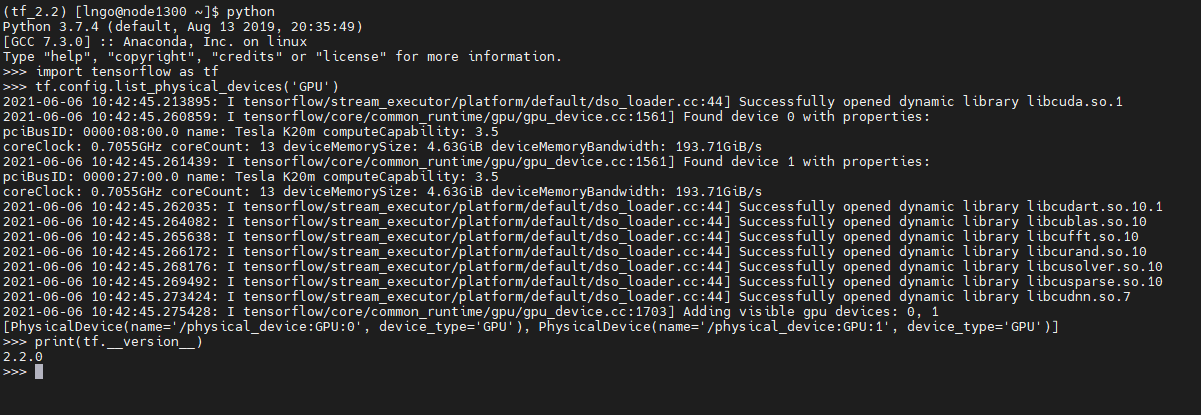 (tf_2.2) [lngo@node1300 ~]$ python
Python 3.7.4 (default, Aug 13 2019, 20:35:49)
[GCC 7.3.0] :: Anaconda, Inc. on linux
Type "help", "copyright", "credits" or "license" for more information.
>>> import tensorflow as tf
>>> tf.config.list_physical_devices('GPU')
2021-06-06 10:42:45.213895: I tensorflow/stream_executor/platform/default/dso_loader.cc:44] Successfully opened dynamic library libcuda.so.1
2021-06-06 10:42:45.260859: I tensorflow/core/common_runtime/gpu/gpu_device.cc:1561] Found device 0 with properties:
pciBusID: 0000:08:00.0 name: Tesla K20m computeCapability: 3.5
coreClock: 0.7055GHz coreCount: 13 deviceMemorySize: 4.63GiB deviceMemoryBandwidth: 193.71GiB/s
2021-06-06 10:42:45.261439: I tensorflow/core/common_runtime/gpu/gpu_device.cc:1561] Found device 1 with properties:
pciBusID: 0000:27:00.0 name: Tesla K20m computeCapability: 3.5
coreClock: 0.7055GHz coreCount: 13 deviceMemorySize: 4.63GiB deviceMemoryBandwidth: 193.71GiB/s
2021-06-06 10:42:45.262035: I tensorflow/stream_executor/platform/default/dso_loader.cc:44] Successfully opened dynamic library libcudart.so.10.1
2021-06-06 10:42:45.264082: I tensorflow/stream_executor/platform/default/dso_loader.cc:44] Successfully opened dynamic library libcublas.so.10
2021-06-06 10:42:45.265638: I tensorflow/stream_executor/platform/default/dso_loader.cc:44] Successfully opened dynamic library libcufft.so.10
2021-06-06 10:42:45.266172: I tensorflow/stream_executor/platform/default/dso_loader.cc:44] Successfully opened dynamic library libcurand.so.10
2021-06-06 10:42:45.268176: I tensorflow/stream_executor/platform/default/dso_loader.cc:44] Successfully opened dynamic library libcusolver.so.10
2021-06-06 10:42:45.269492: I tensorflow/stream_executor/platform/default/dso_loader.cc:44] Successfully opened dynamic library libcusparse.so.10
2021-06-06 10:42:45.273424: I tensorflow/stream_executor/platform/default/dso_loader.cc:44] Successfully opened dynamic library libcudnn.so.7
2021-06-06 10:42:45.275428: I tensorflow/core/common_runtime/gpu/gpu_device.cc:1703] Adding visible gpu devices: 0, 1
[PhysicalDevice(name='/physical_device:GPU:0', device_type='GPU'), PhysicalDevice(name='/physical_device:GPU:1', device_type='GPU')]
>>> print(tf.__version__)
2.2.0
>>>